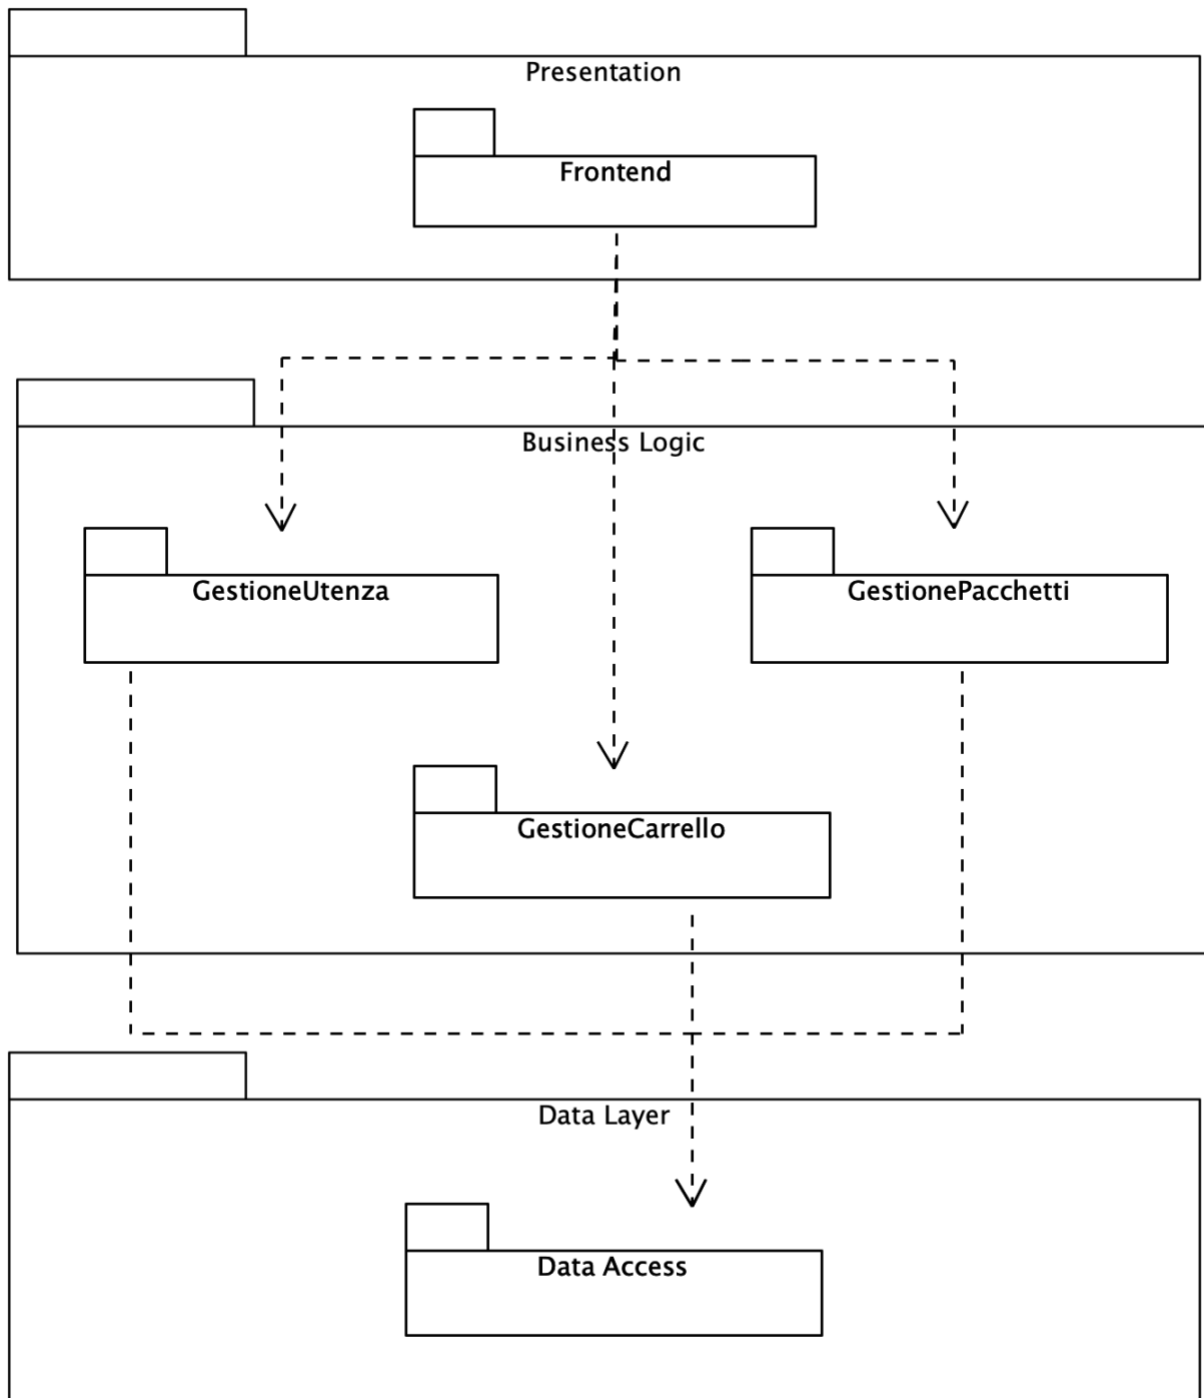 Presentation
Frontend
Business Logic
GestioneUtenza
GestionePacchetti
GestioneCarrello
Data Layer
Data Access